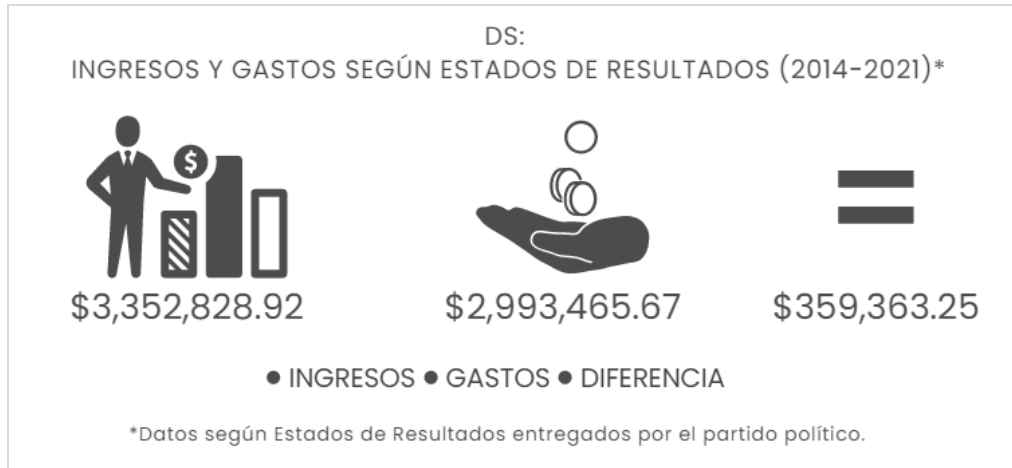 DS:
INGRESOS Y GASTOS SEGÚN ESTADOS DE RESULTADOS (2014-2021)*
$
$3,352,828.92 $2,993,465.67 $359,363.25
● INGRESOS ● GASTOS ● DIFERENCIA
*Datos según Estados de Resultados entregados por el partido político.